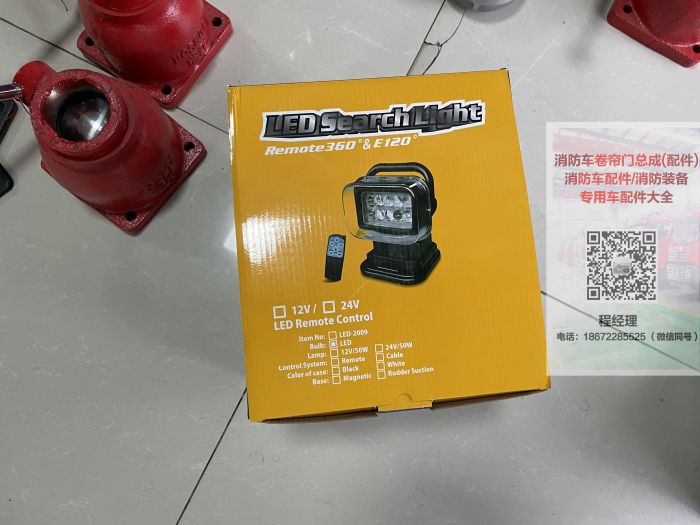 LED Search Light
Remote360°&E120°
12V / 24V
LED Remote Control
Item No: LED-2009
Bulb: LED
Lamp: 12V/50W 24V/50W
Control System: Remote Cable
Color of case: Black White
Base: Magnetic Rudder Suction
消防车卷帘门总成(配件)
消防车配件/消防装备
专用车配件大全
程经理
电话：18672285525（微信同号）